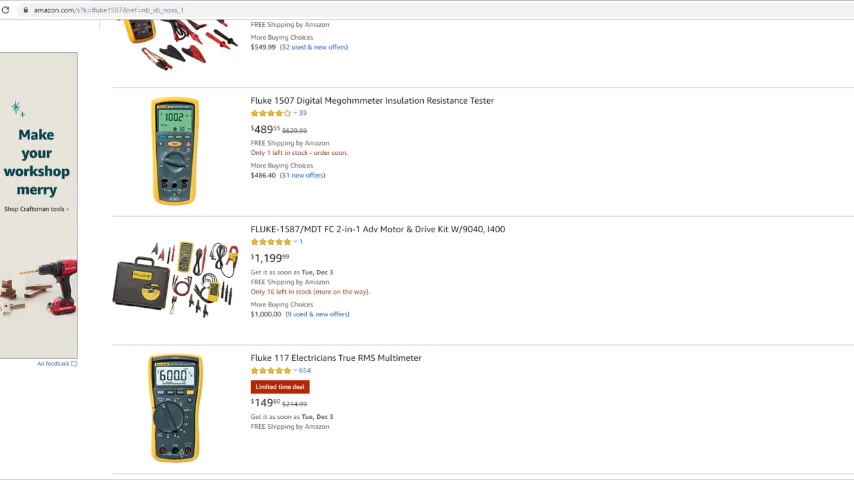 amazon.com/s?k=fluke1587&ref=nb_sb_noss_1
FREE Shipping by Amazon
More Buying Choices
$549.99 (32 used & new offers)
Make
your
workshop
merry
Shop Craftsman tools ›
Ad feedback
Fluke 1507 Digital Megohmmeter Insulation Resistance Tester
39
$489 55 $629.99
FREE Shipping by Amazon
Only 1 left in stock - order soon.
More Buying Choices
$486.40 (31 new offers)
100.2
FLUKE-1587/MDT FC 2-in-1 Adv Motor & Drive Kit W/9040, I400
1
$1,199 99
Get it as soon as Tue, Dec 3
FREE Shipping by Amazon
Only 16 left in stock (more on the way).
More Buying Choices
$1,000.00 (9 used & new offers)
FLUKE
Fluke 117 Electricians True RMS Multimeter
654
Limited time deal
$149 60 $214.99
Get it as soon as Tue, Dec 3
FREE Shipping by Amazon
600.0